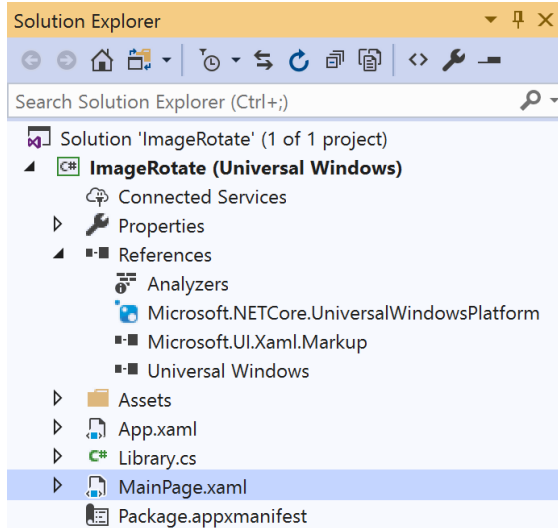 Solution Explorer
Search Solution Explorer (Ctrl+;)
Solution 'ImageRotate' (1 of 1 project)
C# ImageRotate (Universal Windows)
Connected Services
Properties
References
Analyzers
Microsoft.NETCore.UniversalWindowsPlatform
Microsoft.UI.Xaml.Markup
Universal Windows
Assets
App.xaml
C# Library.cs
MainPage.xaml
Package.appxmanifest